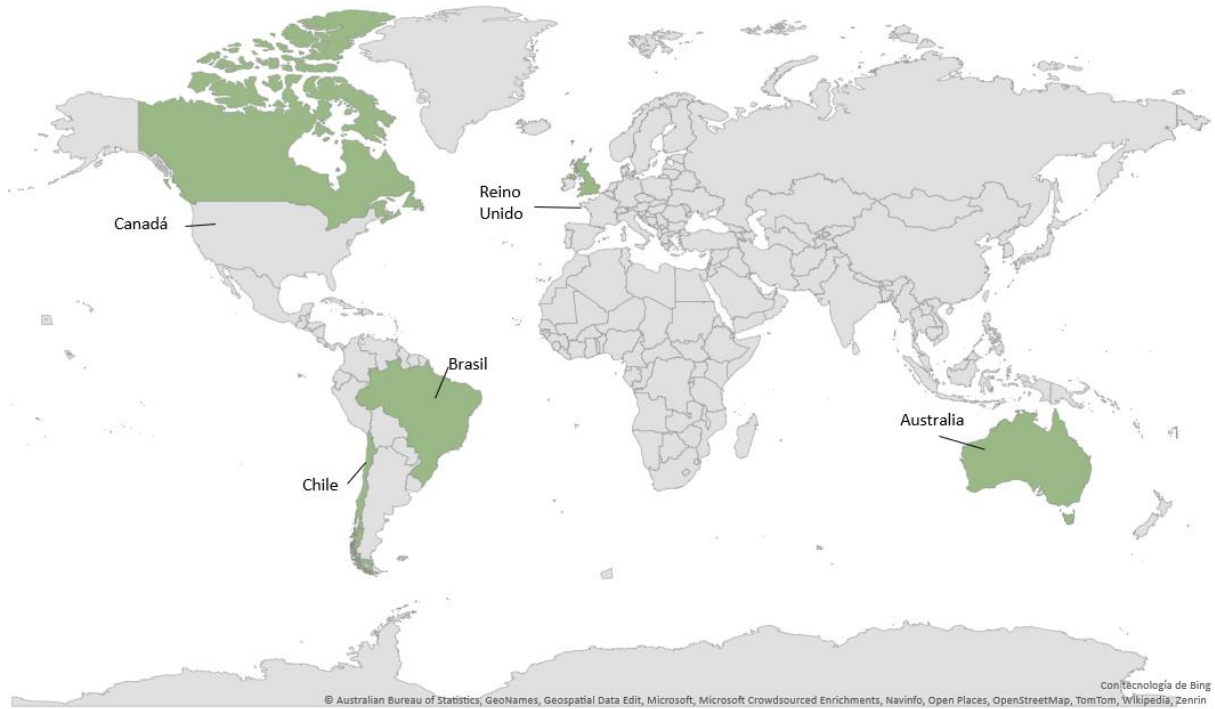 Reino
Unido
Canadá
Brasil
Australia
Chile
Con tecnología de Bing
© Australian Bureau of Statistics, GeoNames, Geospatial Data Edit, Microsoft, Microsoft Crowdsourced Enrichments, Navinfo, Open Places, OpenStreetMap, TomTom, Wikipedia, Zenrin